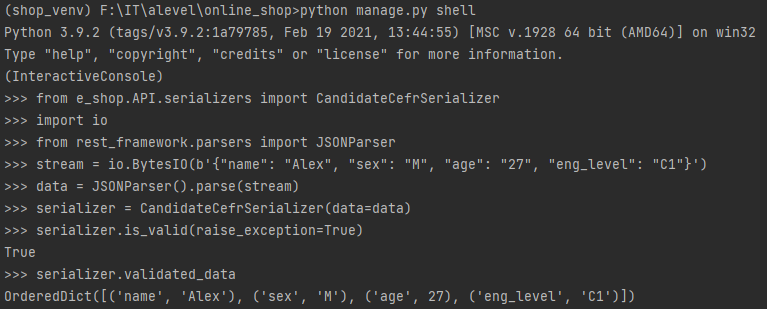 (shop_venv) F:\IT\alevel\online_shop>python manage.py shell
Python 3.9.2 (tags/v3.9.2:1a79785, Feb 19 2021, 13:44:55) [MSC v.1928 64 bit (AMD64)] on win32
Type "help", "copyright", "credits" or "license" for more information.
(InteractiveConsole)
>>> from e_shop.API.serializers import CandidateCefrSerializer
>>> import io
>>> from rest_framework.parsers import JSONParser
>>> stream = io.BytesIO(b'{"name": "Alex", "sex": "M", "age": "27", "eng_level": "C1"}')
>>> data = JSONParser().parse(stream)
>>> serializer = CandidateCefrSerializer(data=data)
>>> serializer.is_valid(raise_exception=True)
True
>>> serializer.validated_data
OrderedDict([('name', 'Alex'), ('sex', 'M'), ('age', 27), ('eng_level', 'C1')])